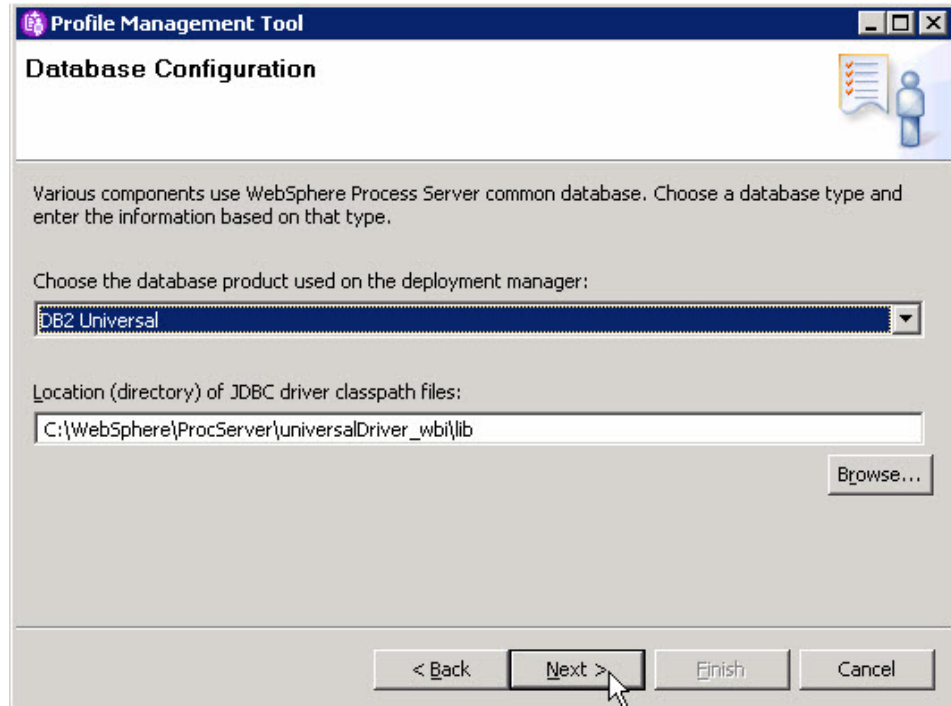 Profile Management Tool
Database Configuration
Various components use WebSphere Process Server common database. Choose a database type and
enter the information based on that type.
Choose the database product used on the deployment manager:
DB2 Universal
Location (directory) of JDBC driver classpath files:
C:\WebSphere\ProcServer\universalDriver_wbi\lib
Browse...
< Back Next > Finish Cancel